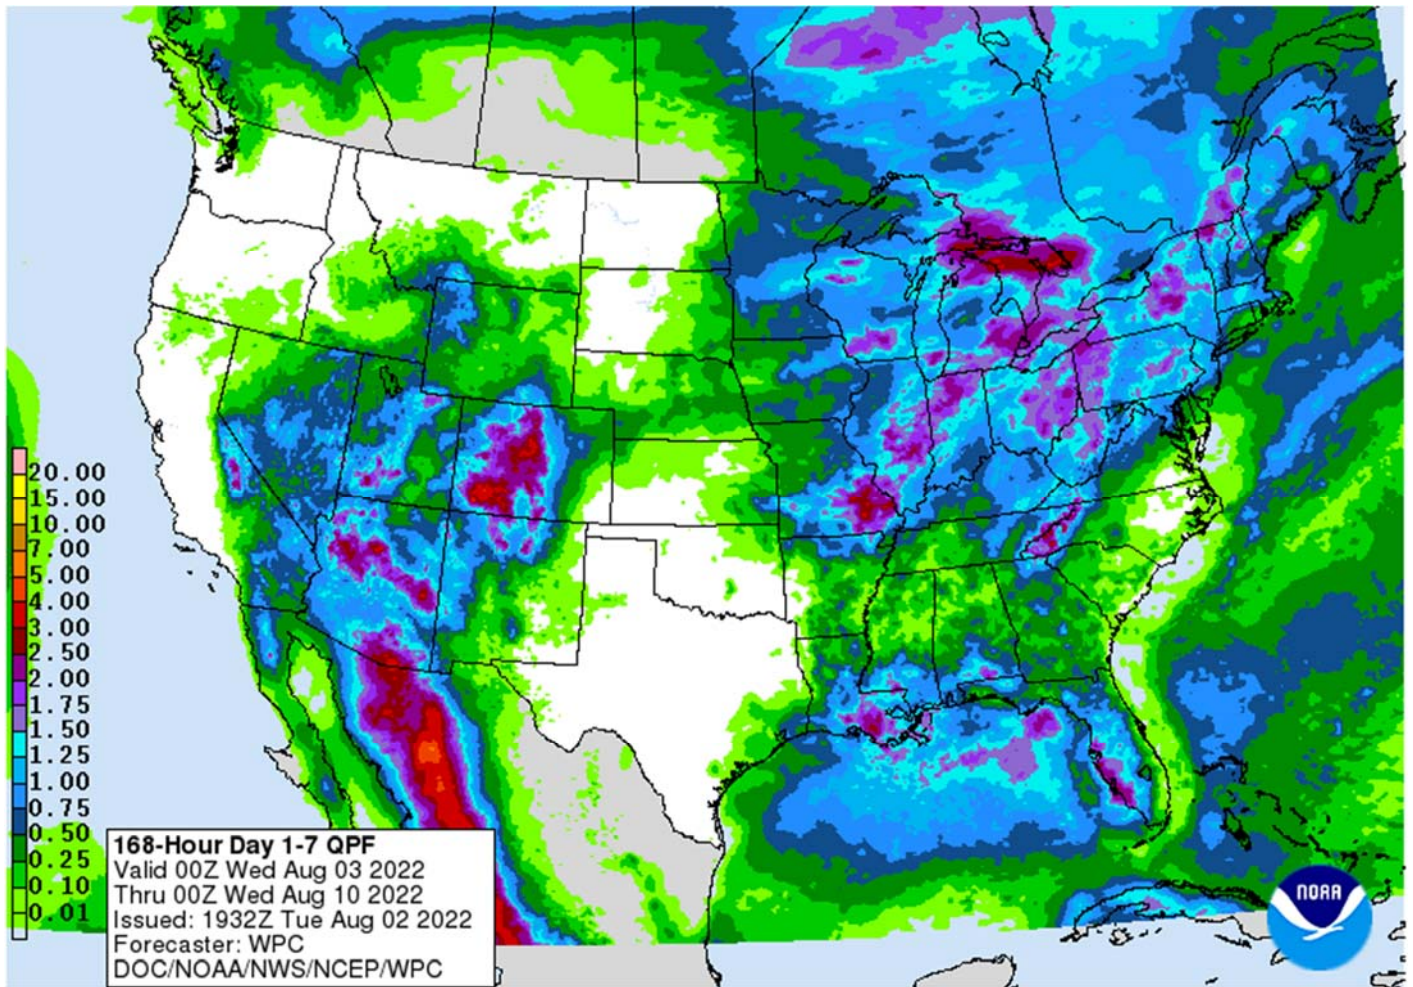 20.00
15.00
10.00
7.00
5.00
4.00
3.00
2.50
2.00
1.75
1.50
1.25
1.00
0.75
0.50
0.25
0.10
0.01
168-Hour Day 1-7 QPF
Valid 00Z Wed Aug 03 2022
Thru 00Z Wed Aug 10 2022
Issued: 1932Z Tue Aug 02 2022
Forecaster: WPC
DOC/NOAA/NWS/NCEP/WPC
NOAA